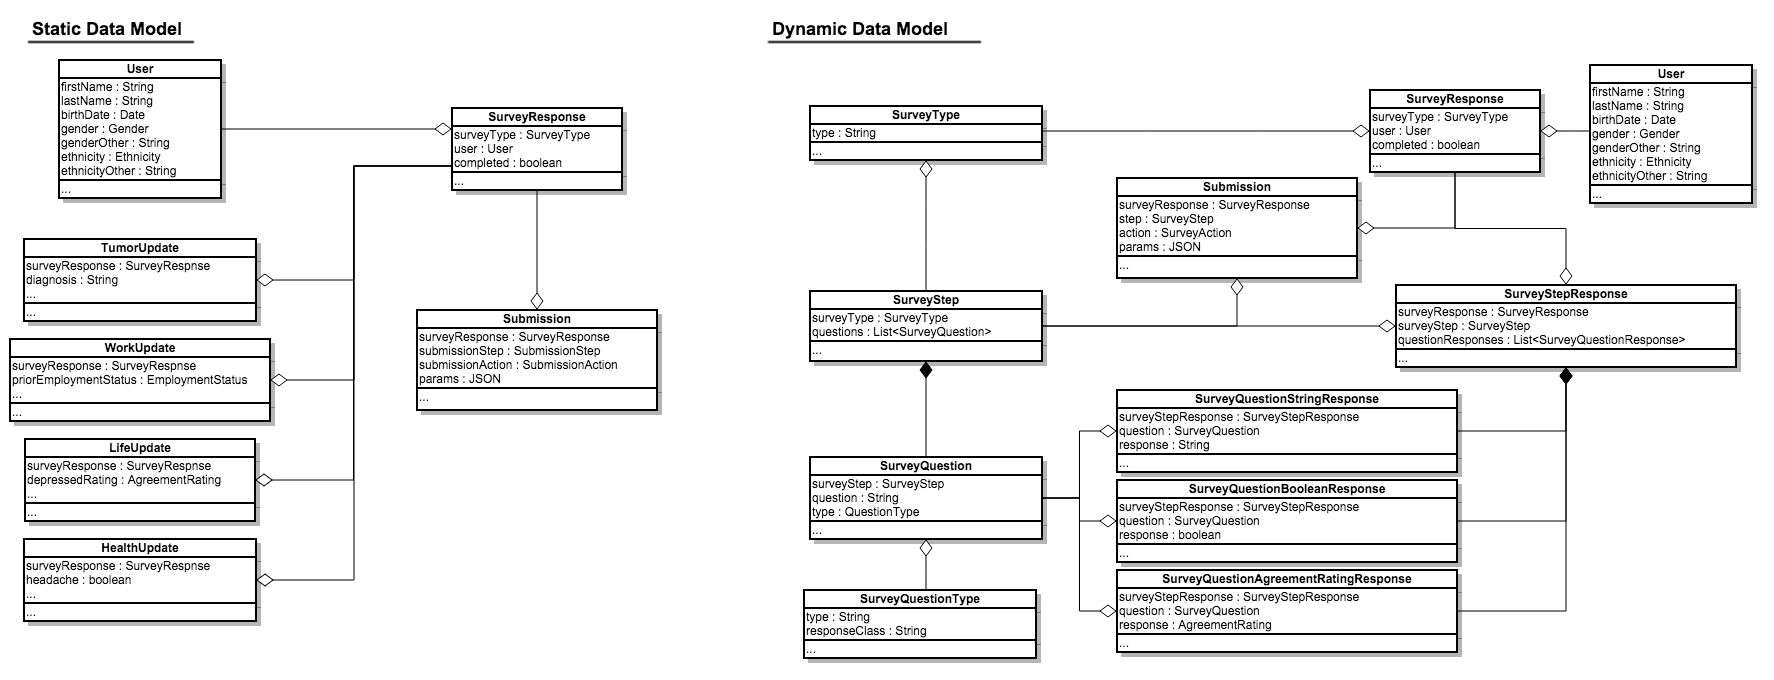 Static Data Model
User
firstName : String
lastName : String
birthDate : Date
gender : Gender
genderOther : String
ethnicity : Ethnicity
ethnicityOther : String
...
SurveyResponse
surveyType : SurveyType
user : User
completed : boolean
...
TumorUpdate
surveyResponse : SurveyRespnse
diagnosis : String
...
...
WorkUpdate
surveyResponse : SurveyRespnse
priorEmploymentStatus : EmploymentStatus
...
...
LifeUpdate
surveyResponse : SurveyRespnse
depressedRating : AgreementRating
...
...
HealthUpdate
surveyResponse : SurveyRespnse
headache : boolean
...
...
Submission
surveyResponse : SurveyResponse
submissionStep : SubmissionStep
submissionAction : SubmissionAction
params : JSON
...
Dynamic Data Model
SurveyType
type : String
...
SurveyResponse
surveyType : SurveyType
user : User
completed : boolean
...
User
firstName : String
lastName : String
birthDate : Date
gender : Gender
genderOther : String
ethnicity : Ethnicity
ethnicityOther : String
...
Submission
surveyResponse : SurveyResponse
step : SurveyStep
action : SurveyAction
params : JSON
...
SurveyStep
surveyType : SurveyType
questions : List<SurveyQuestion>
...
SurveyStepResponse
surveyResponse : SurveyResponse
surveyStep : SurveyStep
questionResponses : List<SurveyQuestionResponse>
...
SurveyQuestionStringResponse
surveyStepResponse : SurveyStepResponse
question : SurveyQuestion
response : String
...
SurveyQuestion
surveyStep : SurveyStep
question : String
type : QuestionType
...
SurveyQuestionBooleanResponse
surveyStepResponse : SurveyStepResponse
question : SurveyQuestion
response : boolean
...
SurveyQuestionAgreementRatingResponse
surveyStepResponse : SurveyStepResponse
question : SurveyQuestion
response : AgreementRating
...
SurveyQuestionType
type : String
responseClass : String
...